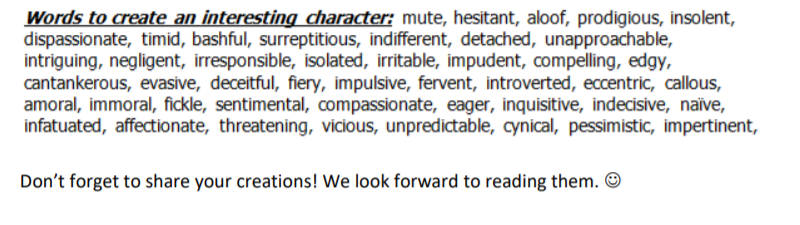 Words to create an interesting character: mute, hesitant, aloof, prodigious, insolent,
dispassionate, timid, bashful, surreptitious, indifferent, detached, unapproachable,
intriguing, negligent, irresponsible, isolated, irritable, impudent, compelling, edgy,
cantankerous, evasive, deceitful, fiery, impulsive, fervent, introverted, eccentric, callous,
amoral, immoral, fickle, sentimental, compassionate, eager, inquisitive, indecisive, naïve,
infatuated, affectionate, threatening, vicious, unpredictable, cynical, pessimistic, impertinent,
Don’t forget to share your creations! We look forward to reading them. ☺